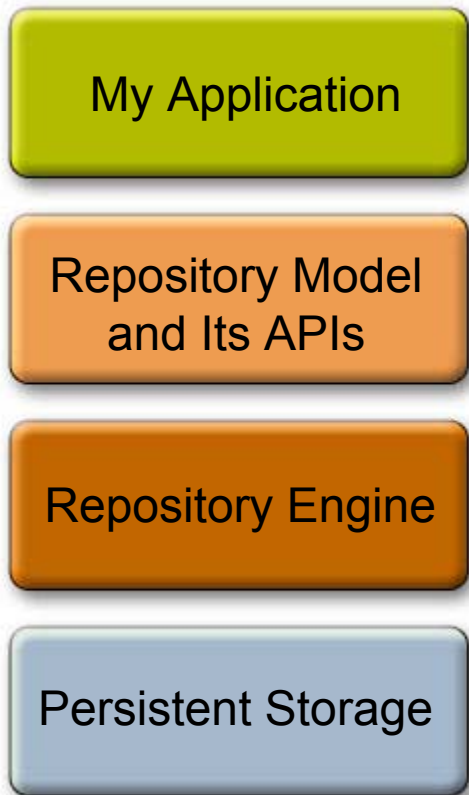 My Application
Repository Model
and Its APIs
Repository Engine
Persistent Storage